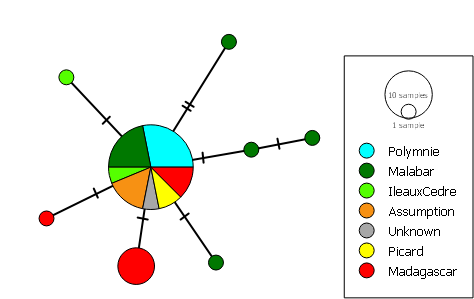 10 samples
1 sample
Polymnie
Malabar
IleauxCedre
Assumption
Unknown
Picard
Madagascar